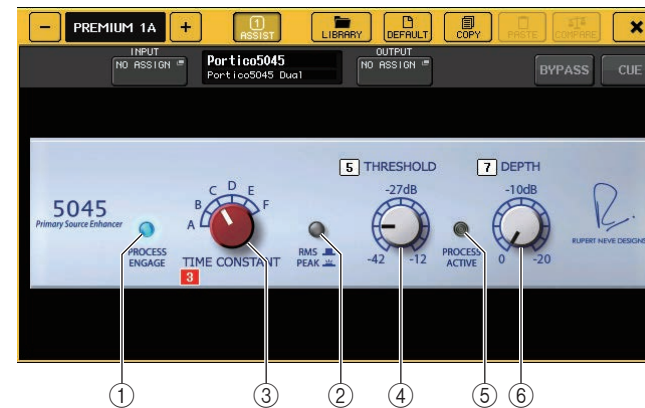 PREMIUM 1A
1
ASSIST
LIBRARY
DEFAULT
COPY
PASTE
COMPARE
INPUT
NO ASSIGN
Portico5045
Portico5045 Dual
OUTPUT
NO ASSIGN
BYPASS
CUE
5 THRESHOLD
7 DEPTH
-27dB
-10dB
5045
Primary Source Enhancer
A B C D E F
PROCESS
ENGAGE
TIME CONSTANT
3
RMS
PEAK
-42 -12
PROCESS
ACTIVE
0 -20
RUPERT NEVE DESIGNS
① ③ ② ④ ⑤ ⑥